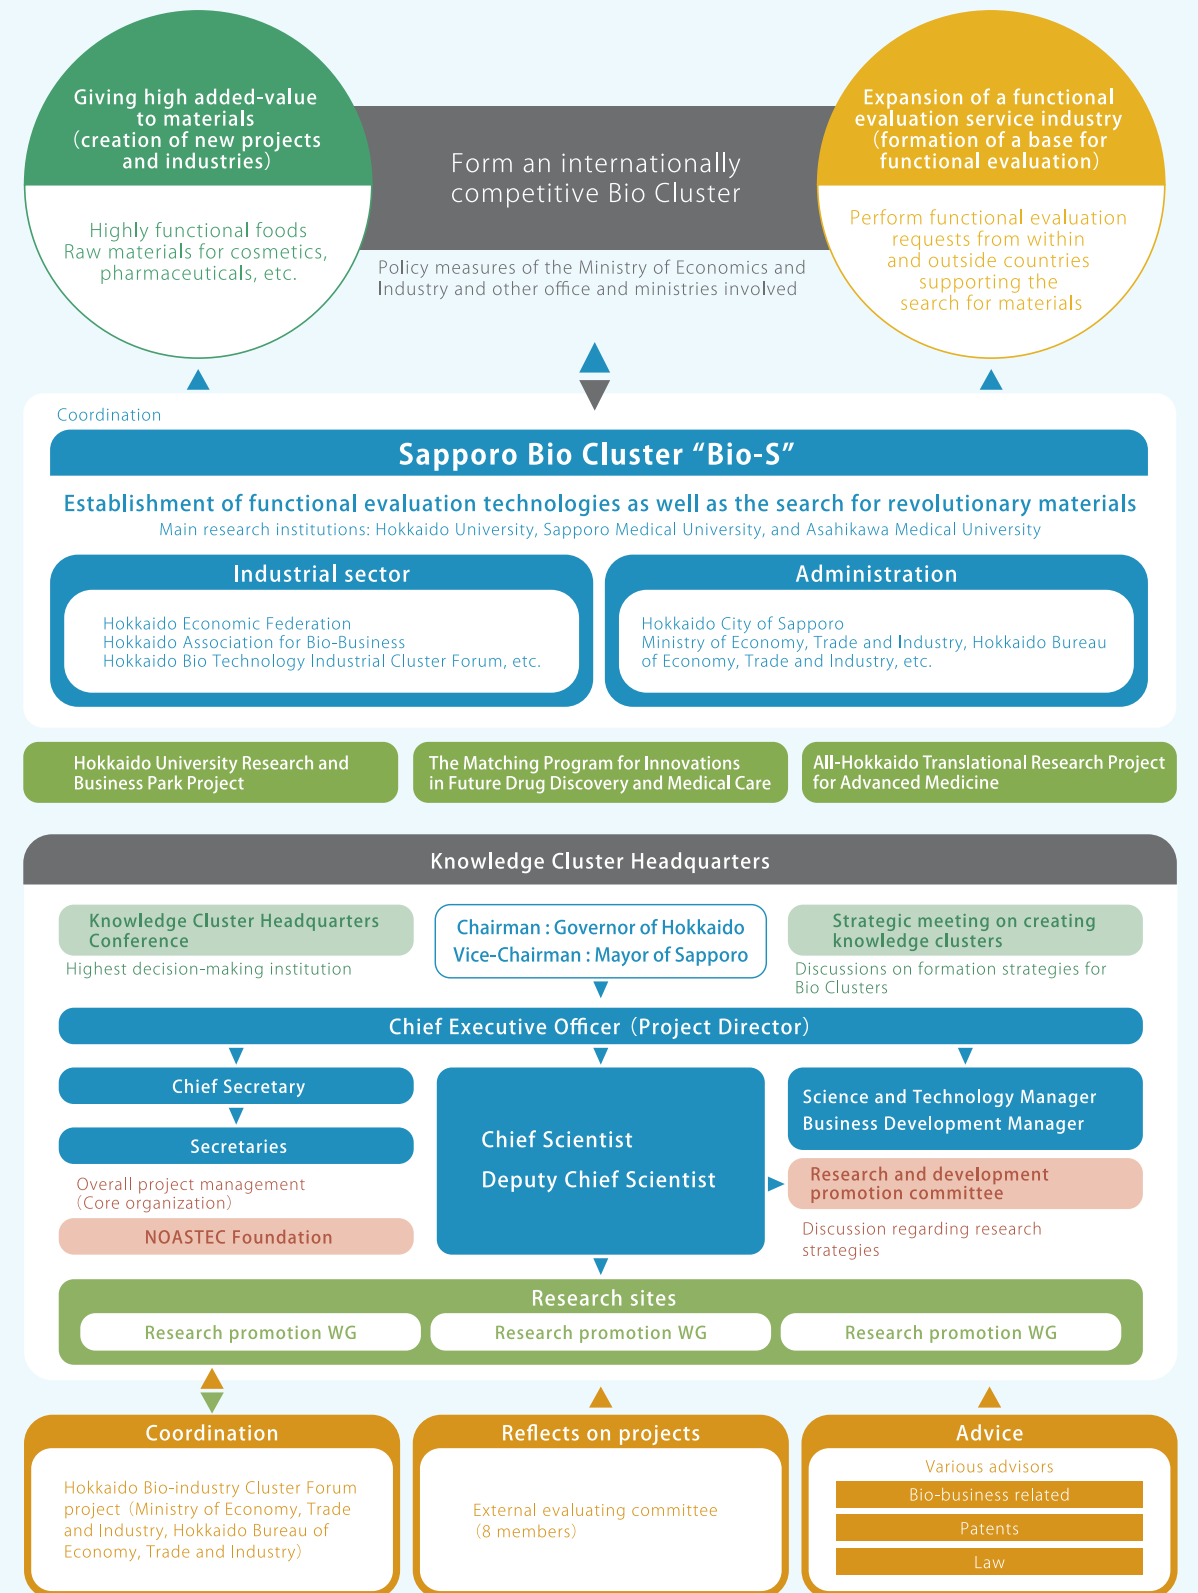 Giving high added-value
to materials
(creation of new projects
and industries)
Highly functional foods
Raw materials for cosmetics,
pharmaceuticals, etc.
Form an internationally
competitive Bio Cluster
Policy measures of the Ministry of Economics and
Industry and other office and ministries involved
Expansion of a functional
evaluation service industry
(formation of a base for
functional evaluation)
Perform functional evaluation
requests from within
and outside countries
supporting the
search for materials
Coordination
Sapporo Bio Cluster “Bio-S”
Establishment of functional evaluation technologies as well as the search for revolutionary materials
Main research institutions: Hokkaido University, Sapporo Medical University, and Asahikawa Medical University
Industrial sector
Hokkaido Economic Federation
Hokkaido Association for Bio-Business
Hokkaido Bio Technology Industrial Cluster Forum, etc.
Administration
Hokkaido City of Sapporo
Ministry of Economy, Trade and Industry, Hokkaido Bureau
of Economy, Trade and Industry, etc.
Hokkaido University Research and
Business Park Project
The Matching Program for Innovations
in Future Drug Discovery and Medical Care
All-Hokkaido Translational Research Project
for Advanced Medicine
Knowledge Cluster Headquarters
Knowledge Cluster Headquarters
Conference
Highest decision-making institution
Chairman : Governor of Hokkaido
Vice-Chairman : Mayor of Sapporo
Strategic meeting on creating
knowledge clusters
Discussions on formation strategies for
Bio Clusters
Chief Executive Officer (Project Director)
Chief Secretary
Secretaries
Overall project management
(Core organization)
NOASTEC Foundation
Chief Scientist
Deputy Chief Scientist
Science and Technology Manager
Business Development Manager
Research and development
promotion committee
Discussion regarding research
strategies
Research sites
Research promotion WG
Research promotion WG
Research promotion WG
Coordination
Hokkaido Bio-industry Cluster Forum
project (Ministry of Economy, Trade
and Industry, Hokkaido Bureau of
Economy, Trade and Industry)
Reflects on projects
External evaluating committee
(8 members)
Advice
Various advisors
Bio-business related
Patents
Law